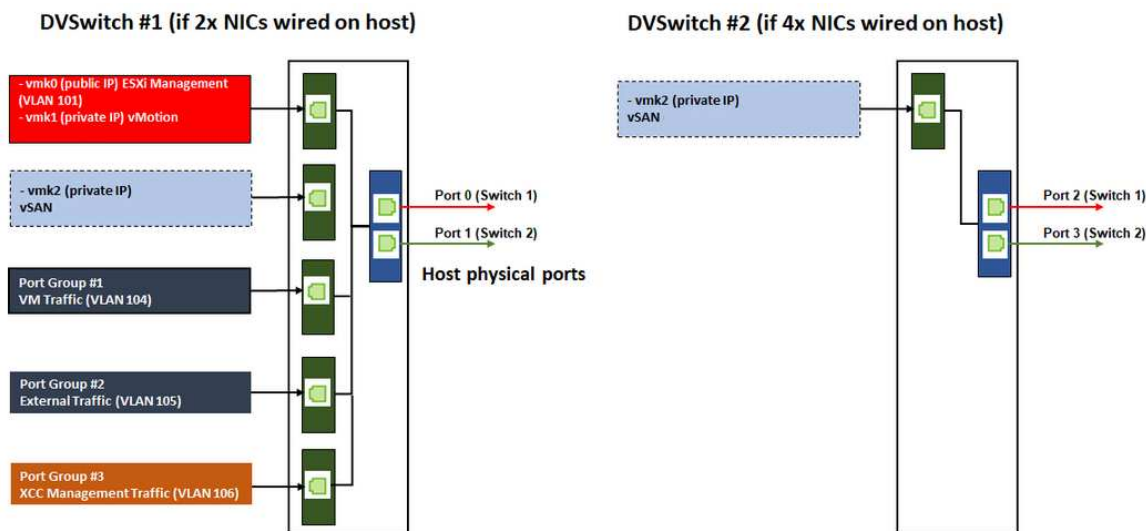 DVSwitch #1 (if 2x NICs wired on host)
- vmk0 (public IP) ESXi Management
(VLAN 101)
- vmk1 (private IP) vMotion
- vmk2 (private IP)
vSAN
Port Group #1
VM Traffic (VLAN 104)
Port Group #2
External Traffic (VLAN 105)
Port Group #3
XCC Management Traffic (VLAN 106)
Port 0 (Switch 1)
Port 1 (Switch 2)
Host physical ports
DVSwitch #2 (if 4x NICs wired on host)
- vmk2 (private IP)
vSAN
Port 2 (Switch 1)
Port 3 (Switch 2)